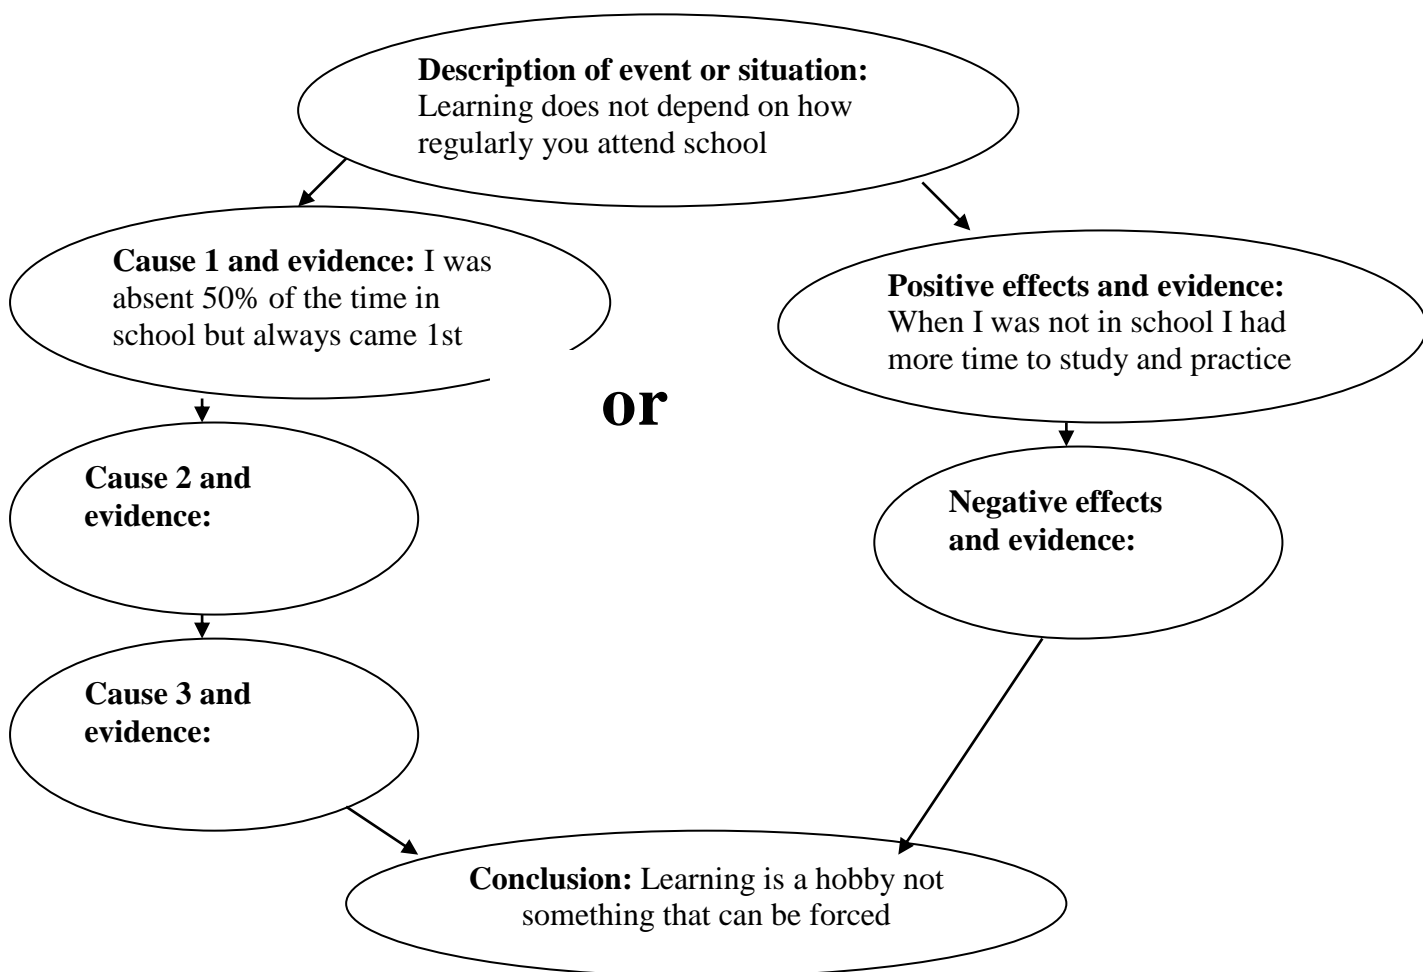 Description of event or situation:
Learning does not depend on how
regularly you attend school
Cause 1 and evidence: I was
absent 50% of the time in
school but always came 1st
Positive effects and evidence:
When I was not in school I had
more time to study and practice
or
Cause 2 and
evidence:
Negative effects
and evidence:
Cause 3 and
evidence:
Conclusion: Learning is a hobby not
something that can be forced